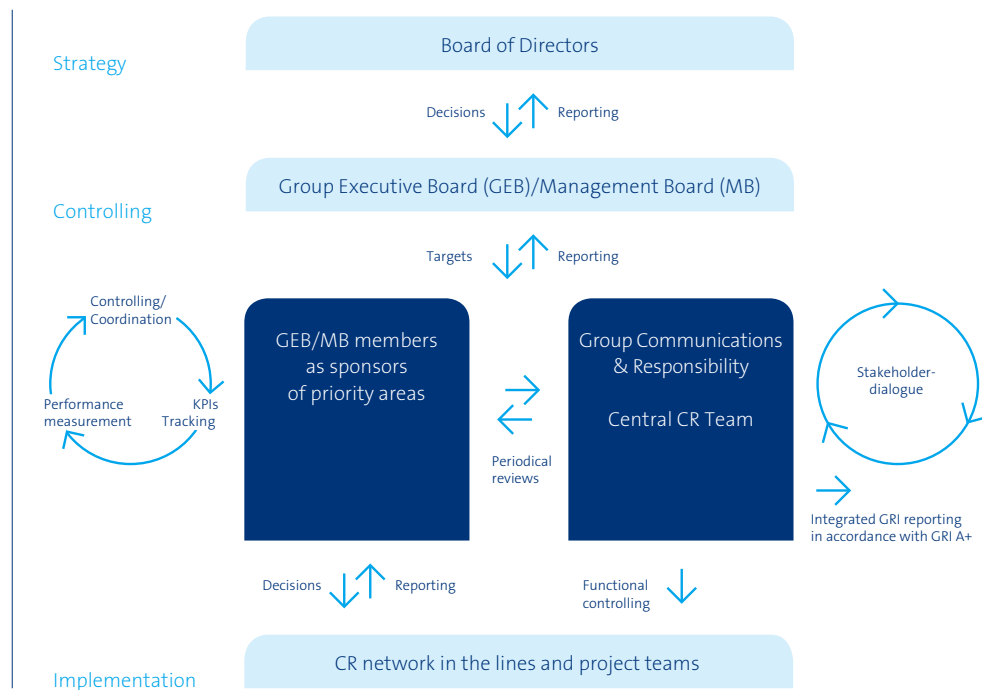 Board of Directors
Strategy
Decisions
Reporting
Group Executive Board (GEB)/Management Board (MB)
Controlling
Targets
Reporting
Controlling/
Coordination
KPIs
Tracking
Performance
measurement
GEB/MB members
as sponsors
of priority areas
Periodical
reviews
Group Communications
& Responsibility
Central CR Team
Stakeholder-
dialogue
Integrated GRI reporting
in accordance with GRI A+
Decisions
Reporting
Functional
controlling
CR network in the lines and project teams
Implementation